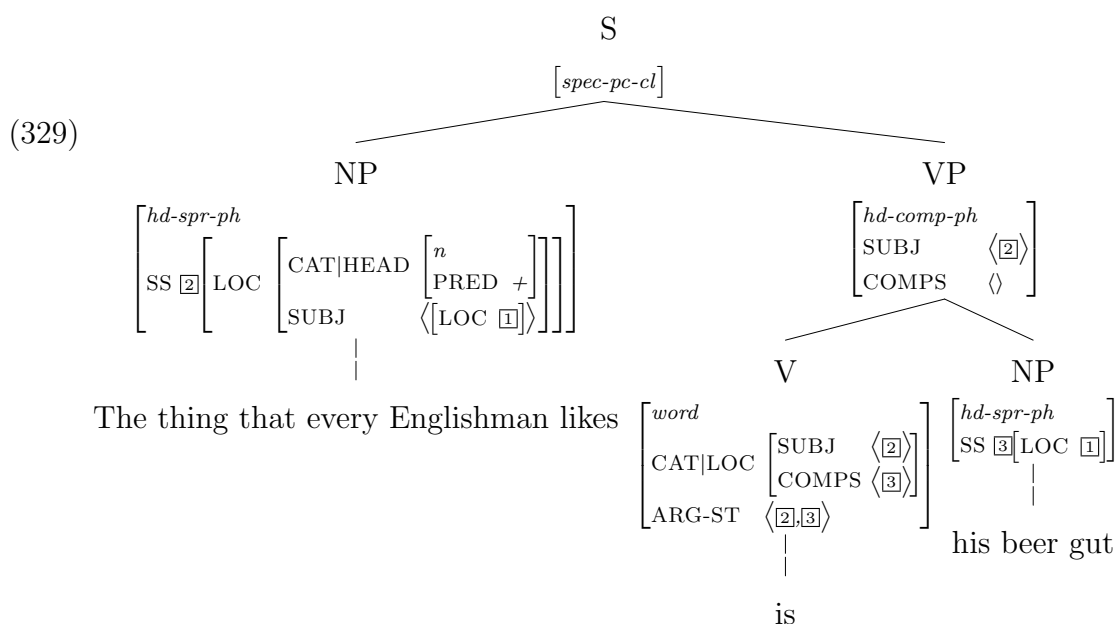 S
[spec-pc-cl]
(329)
NP VP
hd-spr-ph
SS 2 LOC CAT|HEAD n
PRED +
SUBJ ⟨[LOC 1]⟩
hd-comp-ph
SUBJ ⟨2⟩
COMPS ⟨⟩
The thing that every Englishman likes
V NP
word
CAT|LOC SUBJ ⟨2⟩
COMPS ⟨3⟩
ARG-ST ⟨2,3⟩
hd-spr-ph
SS 3[LOC 1]
his beer gut
is